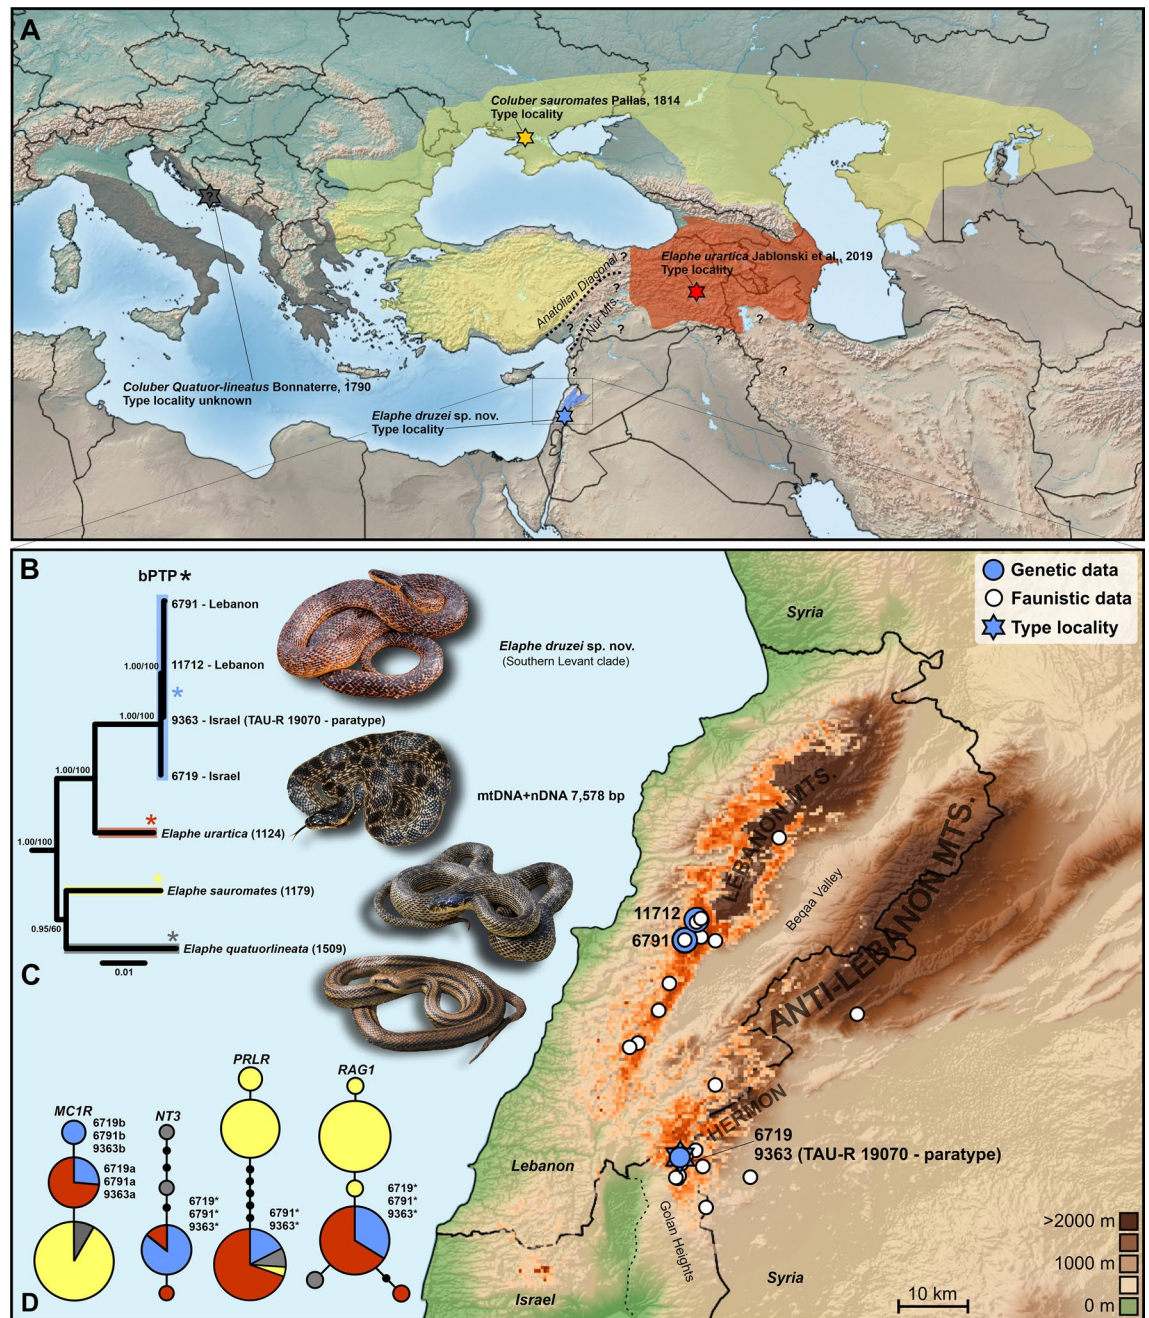 A
Coluber sauromates Pallas, 1814
Type locality
?
Elaphe urartica Jablonski et al., 2019
Type locality
Anatolian Diagonal
?
?
Nur Mts.
?
?
?
?
?
?
?
Coluber Quatuor-lineatus Bonnaterre, 1790
Type locality unknown
Elaphe druzei sp. nov.
Type locality
B
bPTP *
6791 - Lebanon
1.00/100
11712 - Lebanon
*
1.00/100
9363 - Israel (TAU-R 19070 - paratype)
1.00/100
6719 - Israel
*
Elaphe urartica (1124)
1.00/100
*
Elaphe sauromates (1179)
0.95/60
*
Elaphe quatuorlineata (1509)
0.01
Elaphe druzei sp. nov.
(Southern Levant clade)
mtDNA+nDNA 7,578 bp
C
MC1R
6719b
6791b
9363b
6719a
6791a
9363a
NT3
6719*
6791*
9363*
PRLR
6791*
9363*
RAG1
6719*
6791*
9363*
D
Genetic data
Faunistic data
Type locality
Syria
LEBANON MTS.
ANTI-LEBANON MTS.
Beqaa Valley
11712
6791
HERMON
6719
9363 (TAU-R 19070 - paratype)
Lebanon
Golan Heights
Israel
Syria
>2000 m
1000 m
0 m
10 km